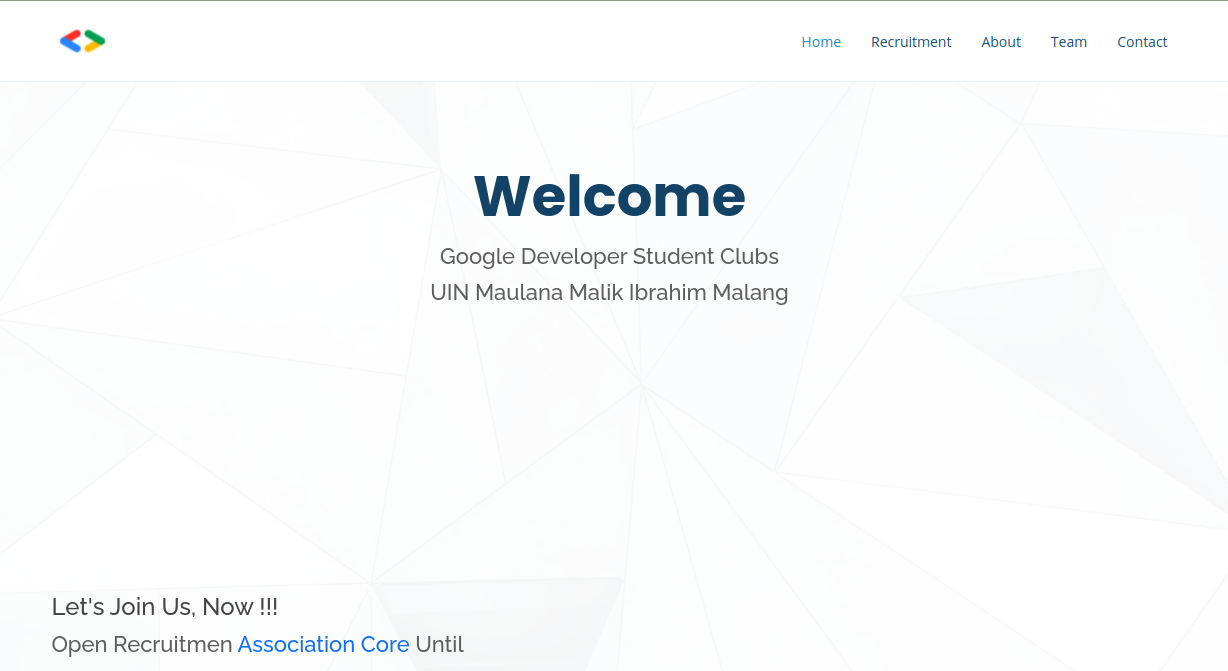 Home Recruitment About Team Contact
Welcome
Google Developer Student Clubs
UIN Maulana Malik Ibrahim Malang
Let's Join Us, Now !!!
Open Recruitmen Association Core Until